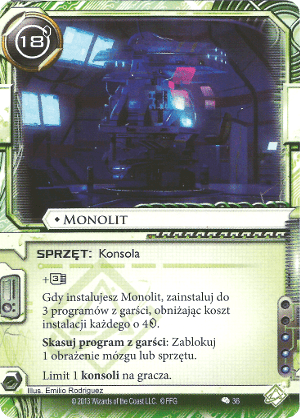 18
♦ Monolit
SPRZĘT: Konsola
+3
Gdy instalujesz Monolit, zainstaluj do
3 programów z garści, obniżając koszt
instalacji każdego o 4.
Skasuj program z garści: Zablokuj
1 obrażenie mózgu lub sprzętu.
Limit 1 konsoli na gracza.
Illus. Emilio Rodriguez
© 2013 Wizards of the Coast LLC. © FFG 36